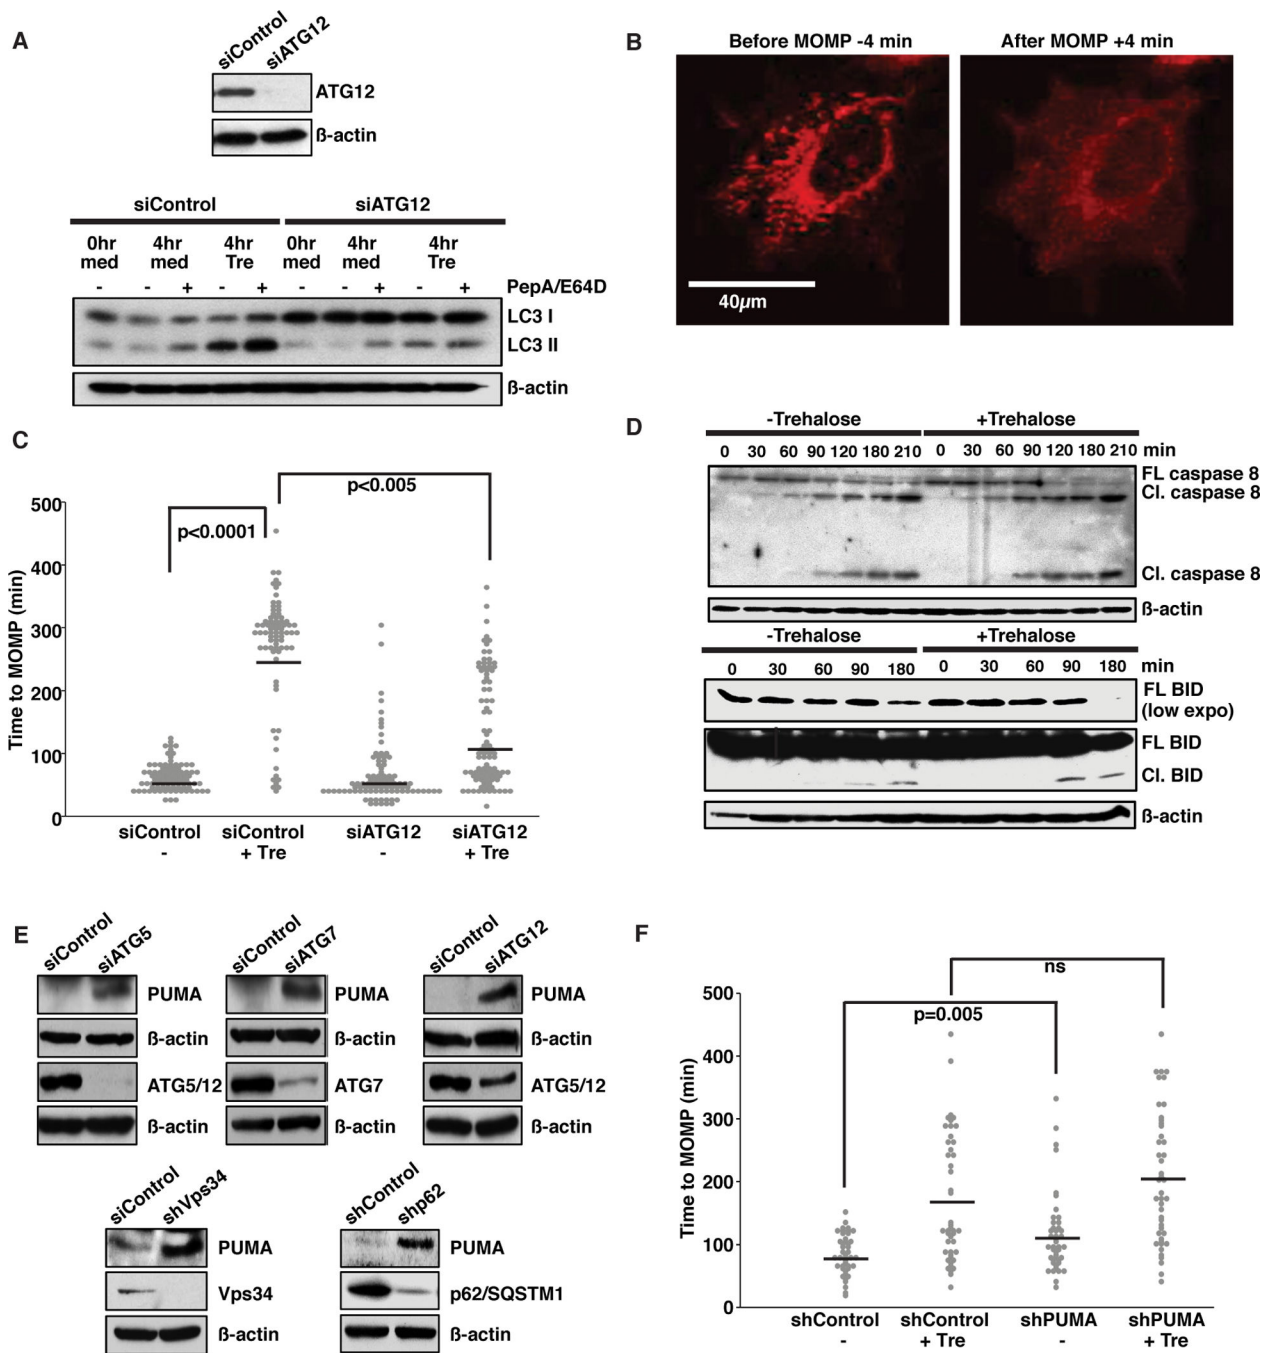 A
siControl
siATG12
ATG12
ß-actin
siControl siATG12
0hr 4hr 4hr 0hr 4hr 4hr
med med Tre med med Tre
- - + - + - - + - + PepA/E64D
LC3 I
LC3 II
ß-actin
B
Before MOMP -4 min After MOMP +4 min
40µm
C
Time to MOMP (min)
500
400
300
200
100
0
p<0.0001
p<0.005
siControl siControl siATG12 siATG12
- + Tre - + Tre
D
-Trehalose +Trehalose
0 30 60 90 120 180 210 0 30 60 90 120 180 210 min
FL caspase 8
Cl. caspase 8
Cl. caspase 8
ß-actin
-Trehalose +Trehalose
0 30 60 90 180 0 30 60 90 180 min
FL BID
(low expo)
FL BID
Cl. BID
ß-actin
E
siControl
siATG5
PUMA
ß-actin
ATG5/12
ß-actin
siControl
siATG7
PUMA
ß-actin
ATG7
ß-actin
siControl
siATG12
PUMA
ß-actin
ATG5/12
ß-actin
siControl
shVps34
PUMA
Vps34
ß-actin
shControl
shp62
PUMA
p62/SQSTM1
ß-actin
F
Time to MOMP (min)
500
400
300
200
100
0
ns
p=0.005
shControl shControl shPUMA shPUMA
- + Tre - + Tre